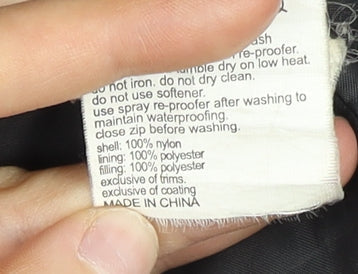 re-proofer.
tumble dry on low heat.
do not iron. do not dry clean.
do not use softener.
use spray re-proofer after washing to
maintain waterproofing.
close zip before washing.
shell: 100% nylon
lining: 100% polyester
filling: 100% polyester
exclusive of trims.
exclusive of coating
MADE IN CHINA